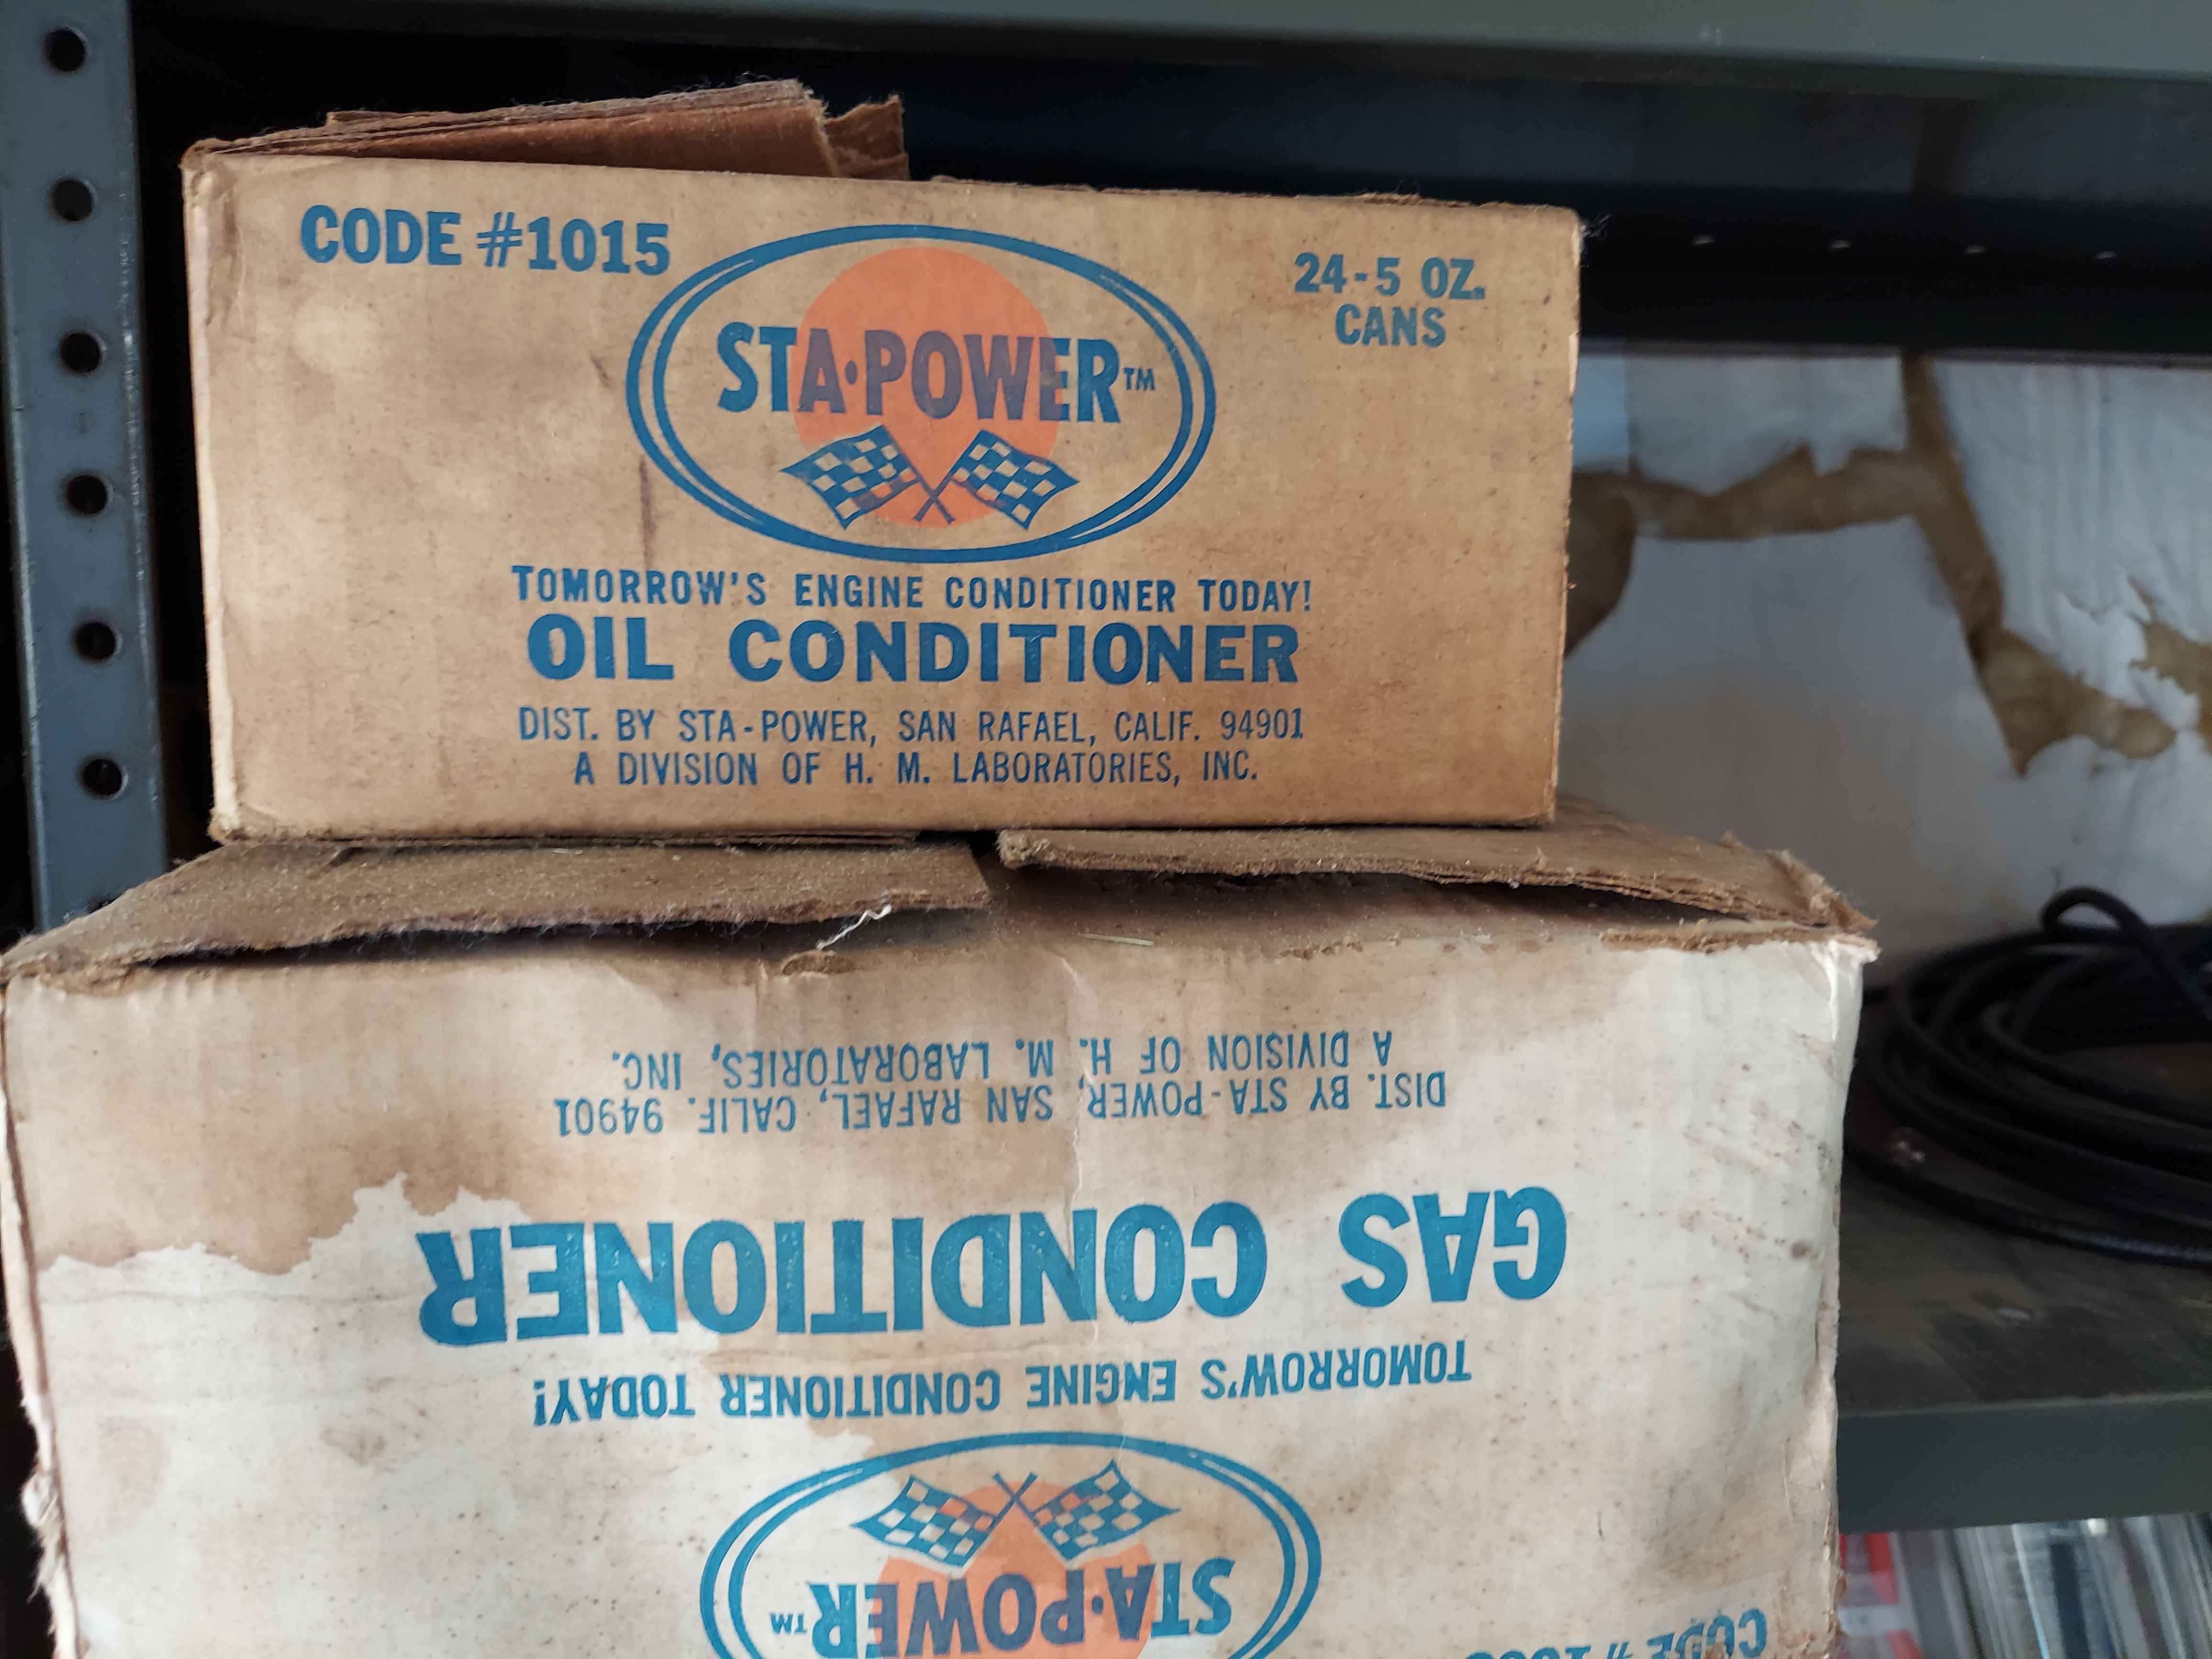 CODE #1015
STA·POWER™
24-5 OZ.
CANS
TOMORROW'S ENGINE CONDITIONER TODAY!
OIL CONDITIONER
DIST. BY STA-POWER, SAN RAFAEL, CALIF. 94901
A DIVISION OF H. M. LABORATORIES, INC.
CODE #
STA·POWER™
TOMORROW'S ENGINE CONDITIONER TODAY!
GAS CONDITIONER
DIST. BY STA-POWER, SAN RAFAEL, CALIF. 94901
A DIVISION OF H. M. LABORATORIES, INC.